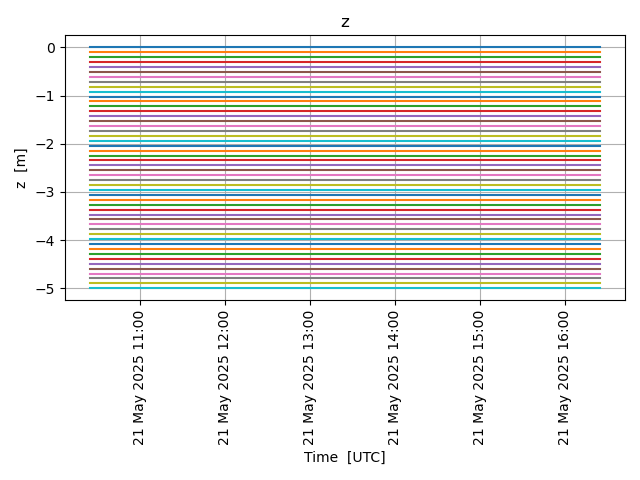 z
0
−1
−2
−3
−4
−5
z [m]
21 May 2025 11:00
21 May 2025 12:00
21 May 2025 13:00
21 May 2025 14:00
21 May 2025 15:00
21 May 2025 16:00
Time [UTC]